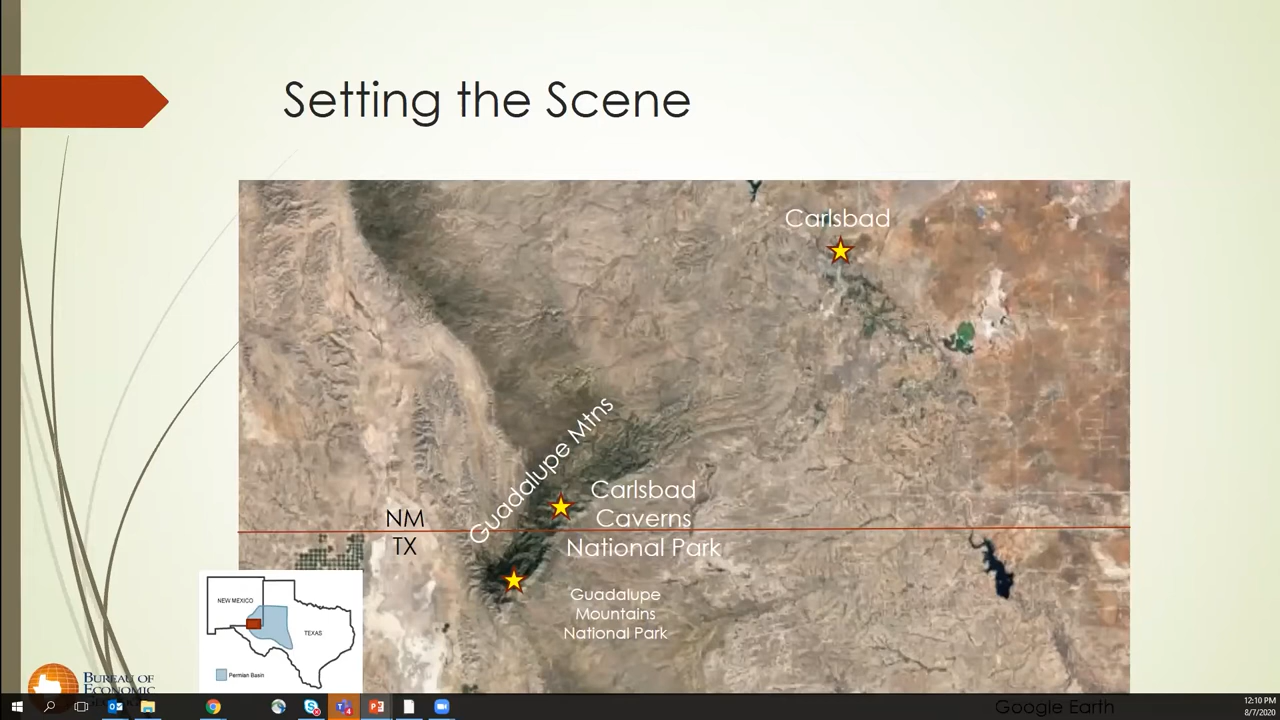 Setting the Scene
Carlsbad
Guadalupe Mtns
Carlsbad
Caverns
National Park
NM
TX
Guadalupe
Mountains
National Park
NEW MEXICO
TEXAS
Permian Basin
BUREAU OF
ECONOMIC
Google Earth
12:10 PM
8/7/2020